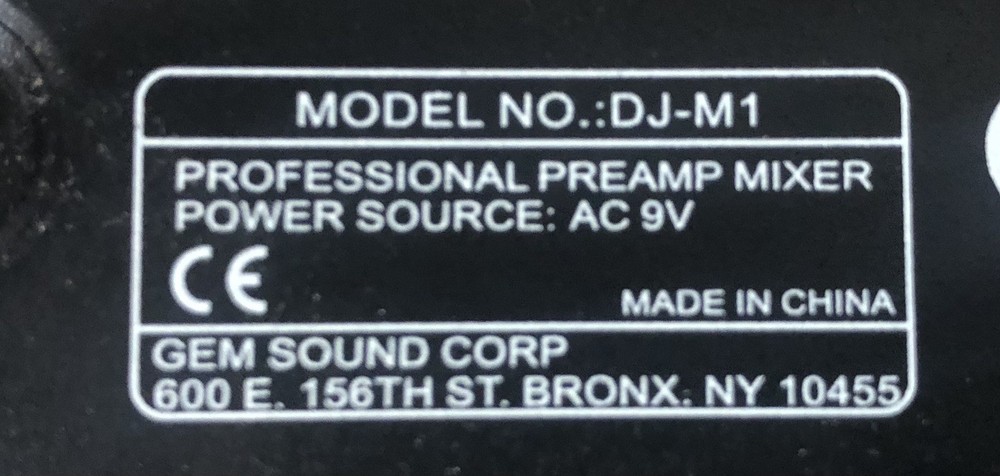 MODEL NO.:DJ-M1
PROFESSIONAL PREAMP MIXER
POWER SOURCE: AC 9V
CE
MADE IN CHINA
GEM SOUND CORP
600 E. 156TH ST. BRONX. NY 10455